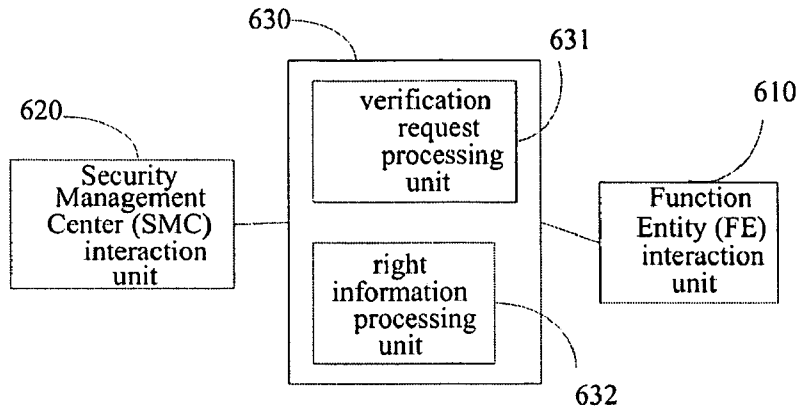 630
631
verification
request
processing
unit
620
610
Security
Management
Center (SMC)
interaction
unit
Function
Entity (FE)
interaction
unit
right
information
processing
unit
632